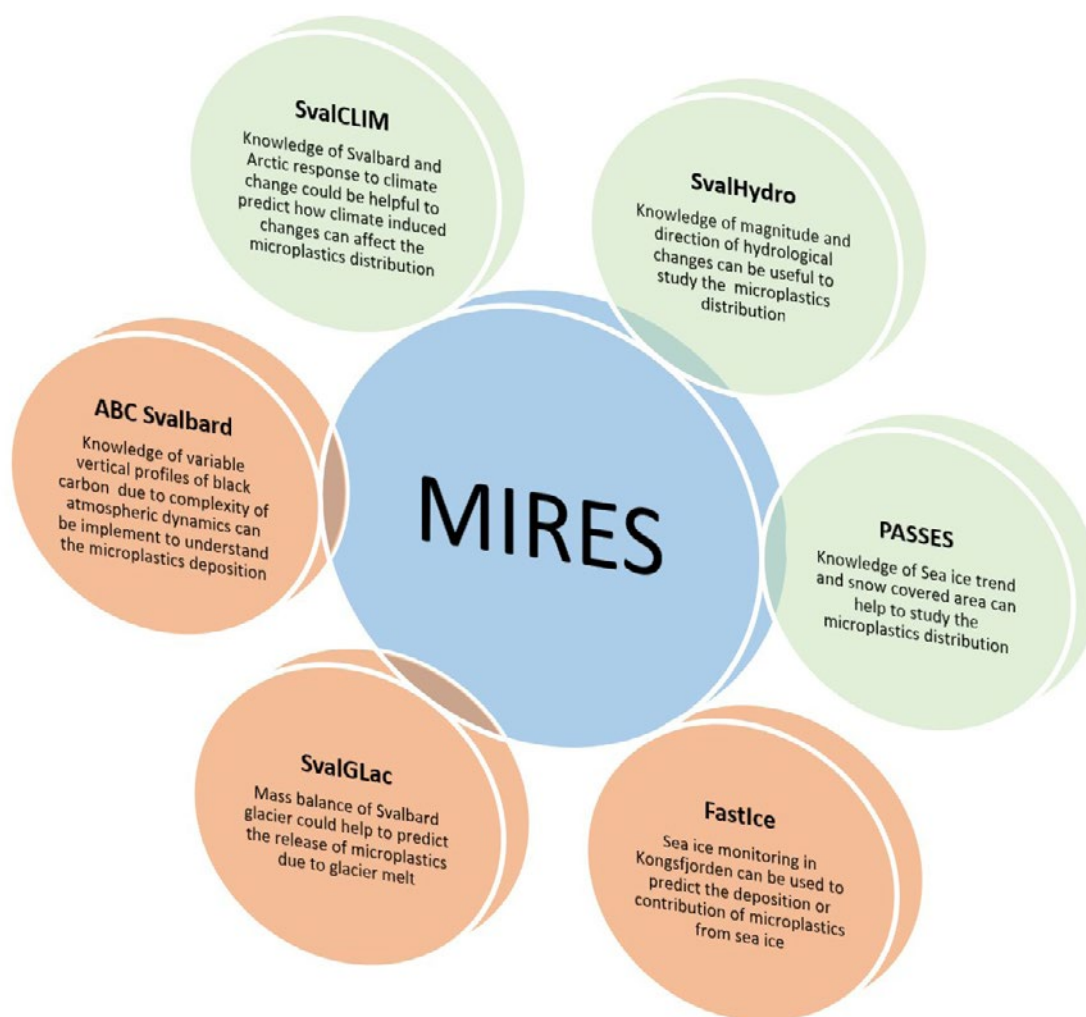 SvalCLIM
Knowledge of Svalbard and
Arctic response to climate
change could be helpful to
predict how climate induced
changes can affect the
microplastics distribution
SvalHydro
Knowledge of magnitude and
direction of hydrological
changes can be useful to
study the microplastics
distribution
ABC Svalbard
Knowledge of variable
vertical profiles of black
carbon due to complexity of
atmospheric dynamics can
be implement to understand
the microplastics deposition
MIRES
PASSES
Knowledge of Sea ice trend
and snow covered area can
help to study the
microplastics distribution
SvalGLac
Mass balance of Svalbard
glacier could help to predict
the release of microplastics
due to glacier melt
FastIce
Sea ice monitoring in
Kongsfjorden can be used to
predict the deposition or
contribution of microplastics
from sea ice